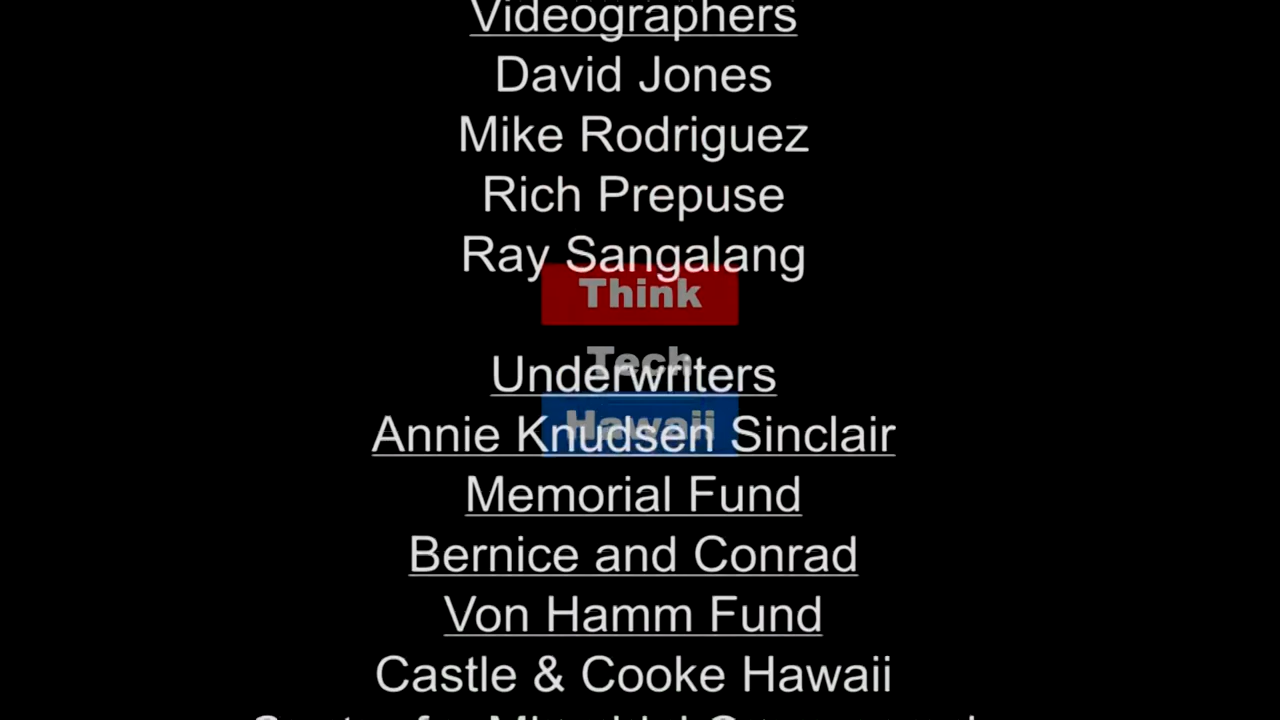 Videographers
David Jones
Mike Rodriguez
Rich Prepuse
Ray Sangalang
Think
Tech
Hawaii
Underwriters
Annie Knudsen Sinclair
Memorial Fund
Bernice and Conrad
Von Hamm Fund
Castle & Cooke Hawaii